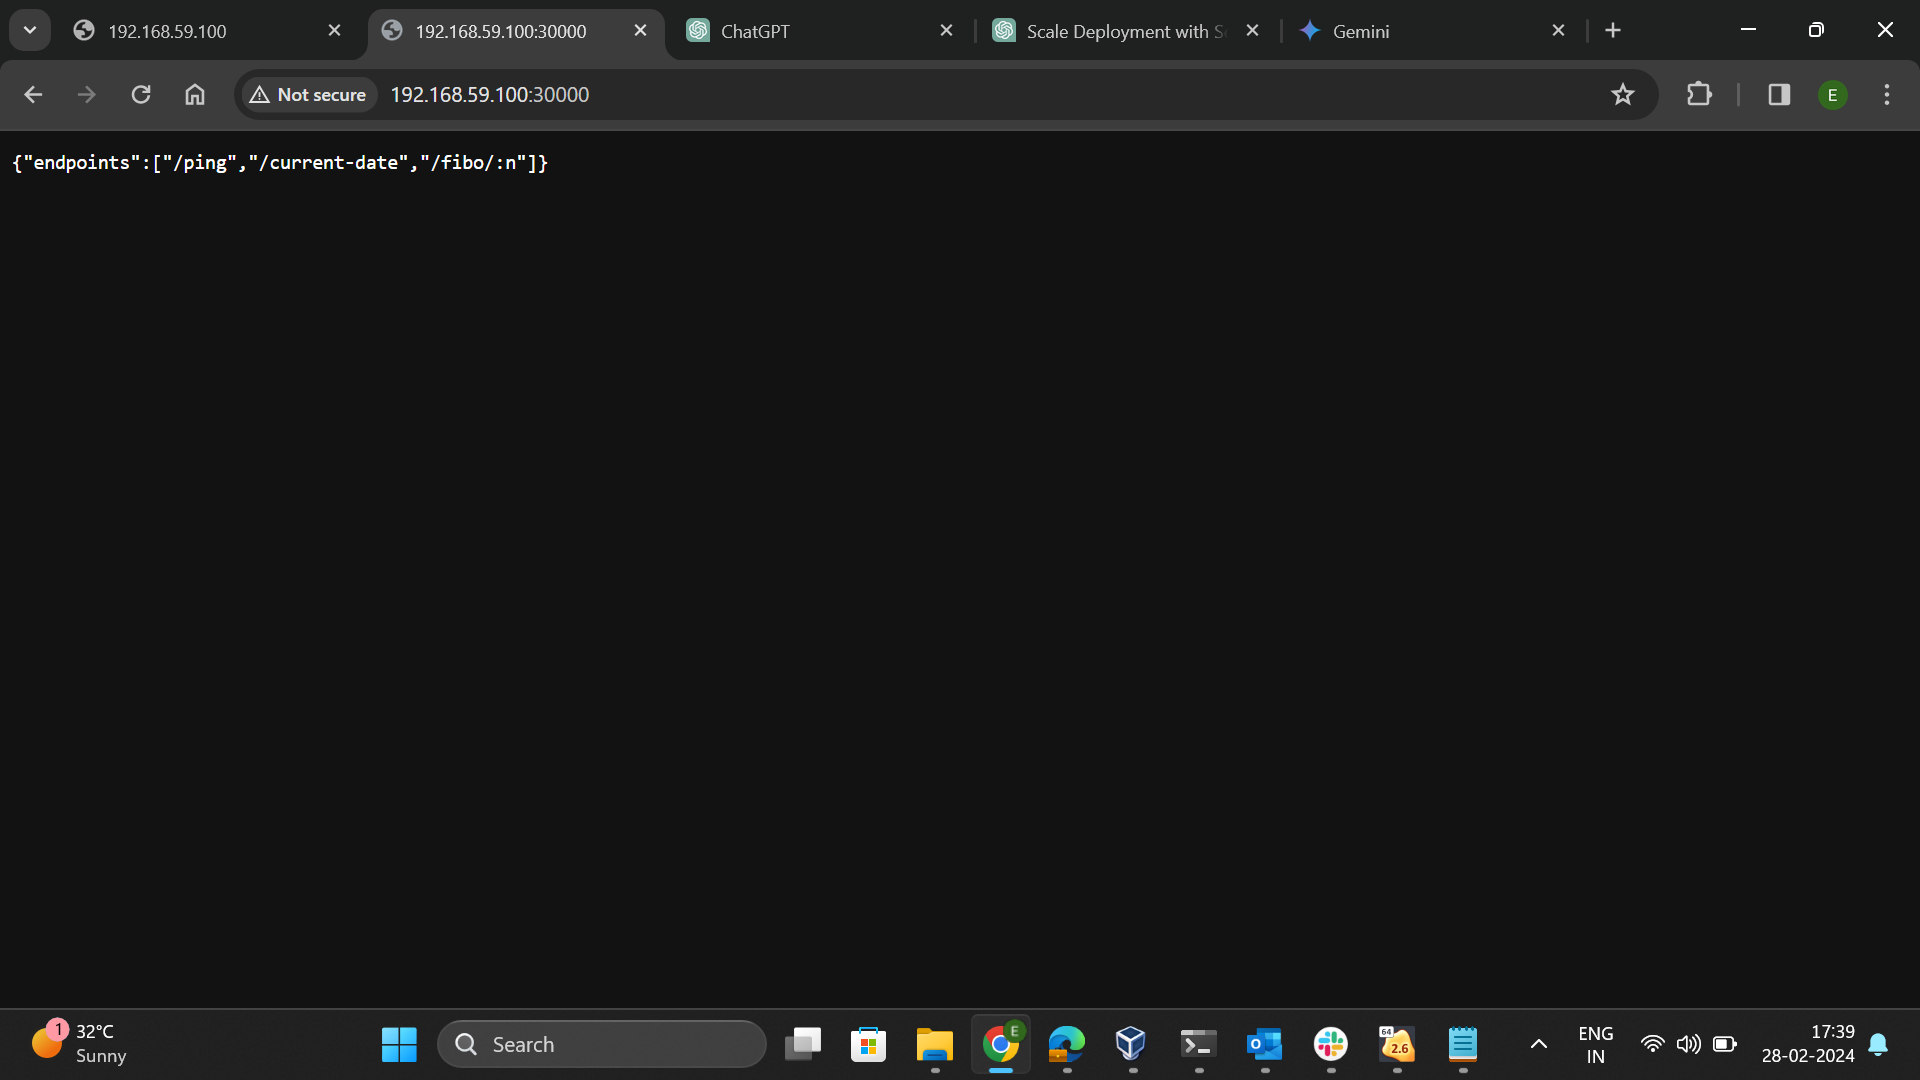 192.168.59.100
192.168.59.100:30000
ChatGPT
Scale Deployment with S
Gemini
Not secure
192.168.59.100:30000
E
{"endpoints":["/ping","/current-date","/fibo/:n"]}
1
32°C
Sunny
Search
E
64
2.6
ENG
IN
17:39
28-02-2024